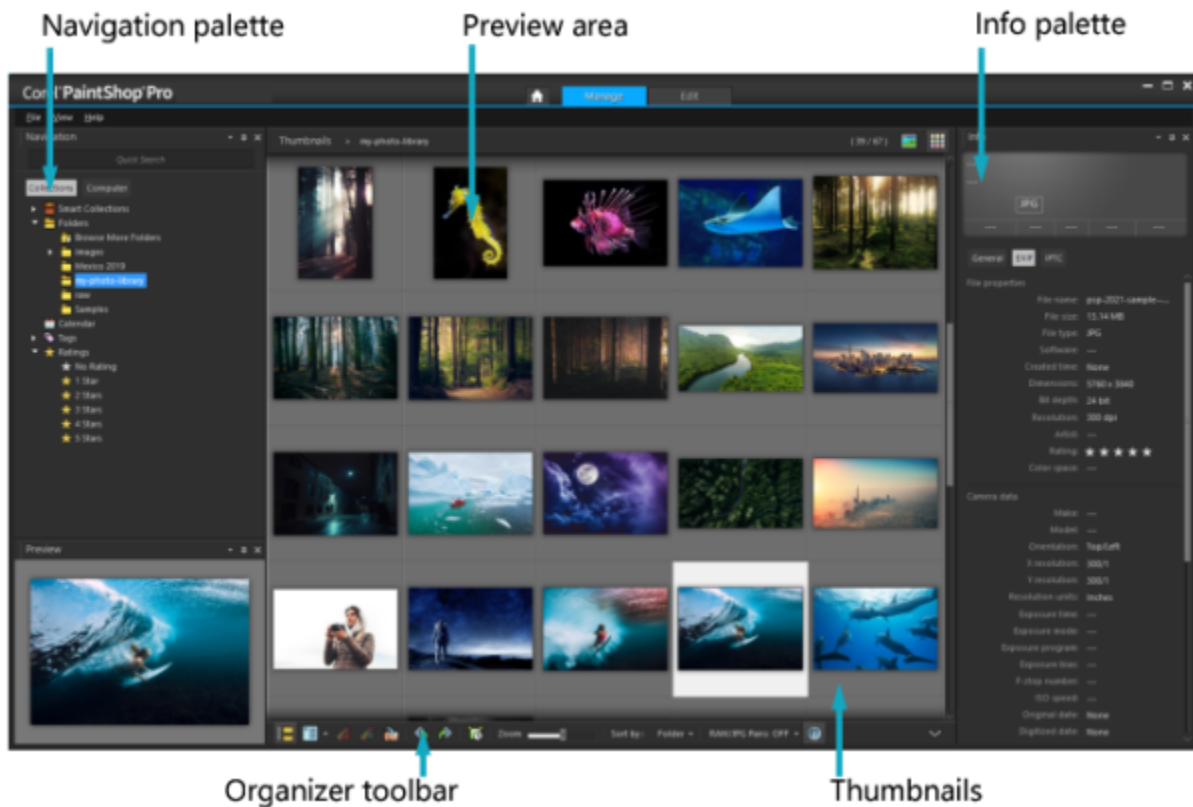 Navigation palette
Preview area
Info palette
Corel PaintShop Pro
Manage
Edit
File View Help
Navigation
Quick Search
Collections Computer
Smart Collections
Folders
Browse More Folders
images
Mexico 2019
my-photo-library
raw
Samples
Calendar
Tags
Ratings
No Rating
1 Star
2 Stars
3 Stars
4 Stars
5 Stars
Preview
Thumbnails > my-photo-library
(39 / 67)
Zoom
Sort by: Folder
RAW/JPG Pairs: OFF
Info
---
---
JPG
--- --- --- --- ---
General EXIF IPTC
File properties
File name: psp-2021-sample-...
File size: 15.14 MB
File type: JPG
Software: ---
Created time: None
Dimensions: 5760 x 3840
Bit depth: 24 bit
Resolution: 300 dpi
Artist: ---
Rating: ★ ★ ★ ★ ★
Color space: ---
Camera data
Make: ---
Model: ---
Orientation: Top/Left
X resolution: 300/1
Y resolution: 300/1
Resolution units: Inches
Exposure time: ---
Exposure mode: ---
Exposure program: ---
Exposure bias: ---
F-stop number: ---
ISO speed: ---
Original date: None
Digitized date: None
Organizer toolbar
Thumbnails